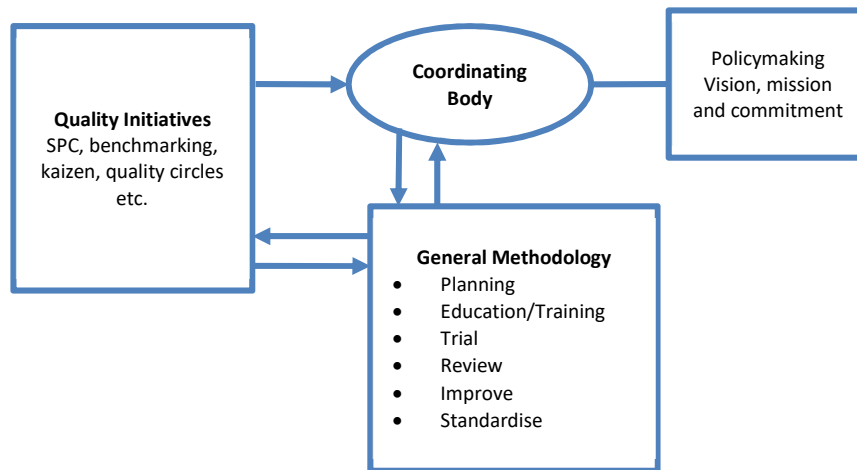 Quality Initiatives
SPC, benchmarking,
kaizen, quality circles
etc.
Coordinating
Body
Policymaking
Vision, mission
and commitment
General Methodology
• Planning
• Education/Training
• Trial
• Review
• Improve
• Standardise